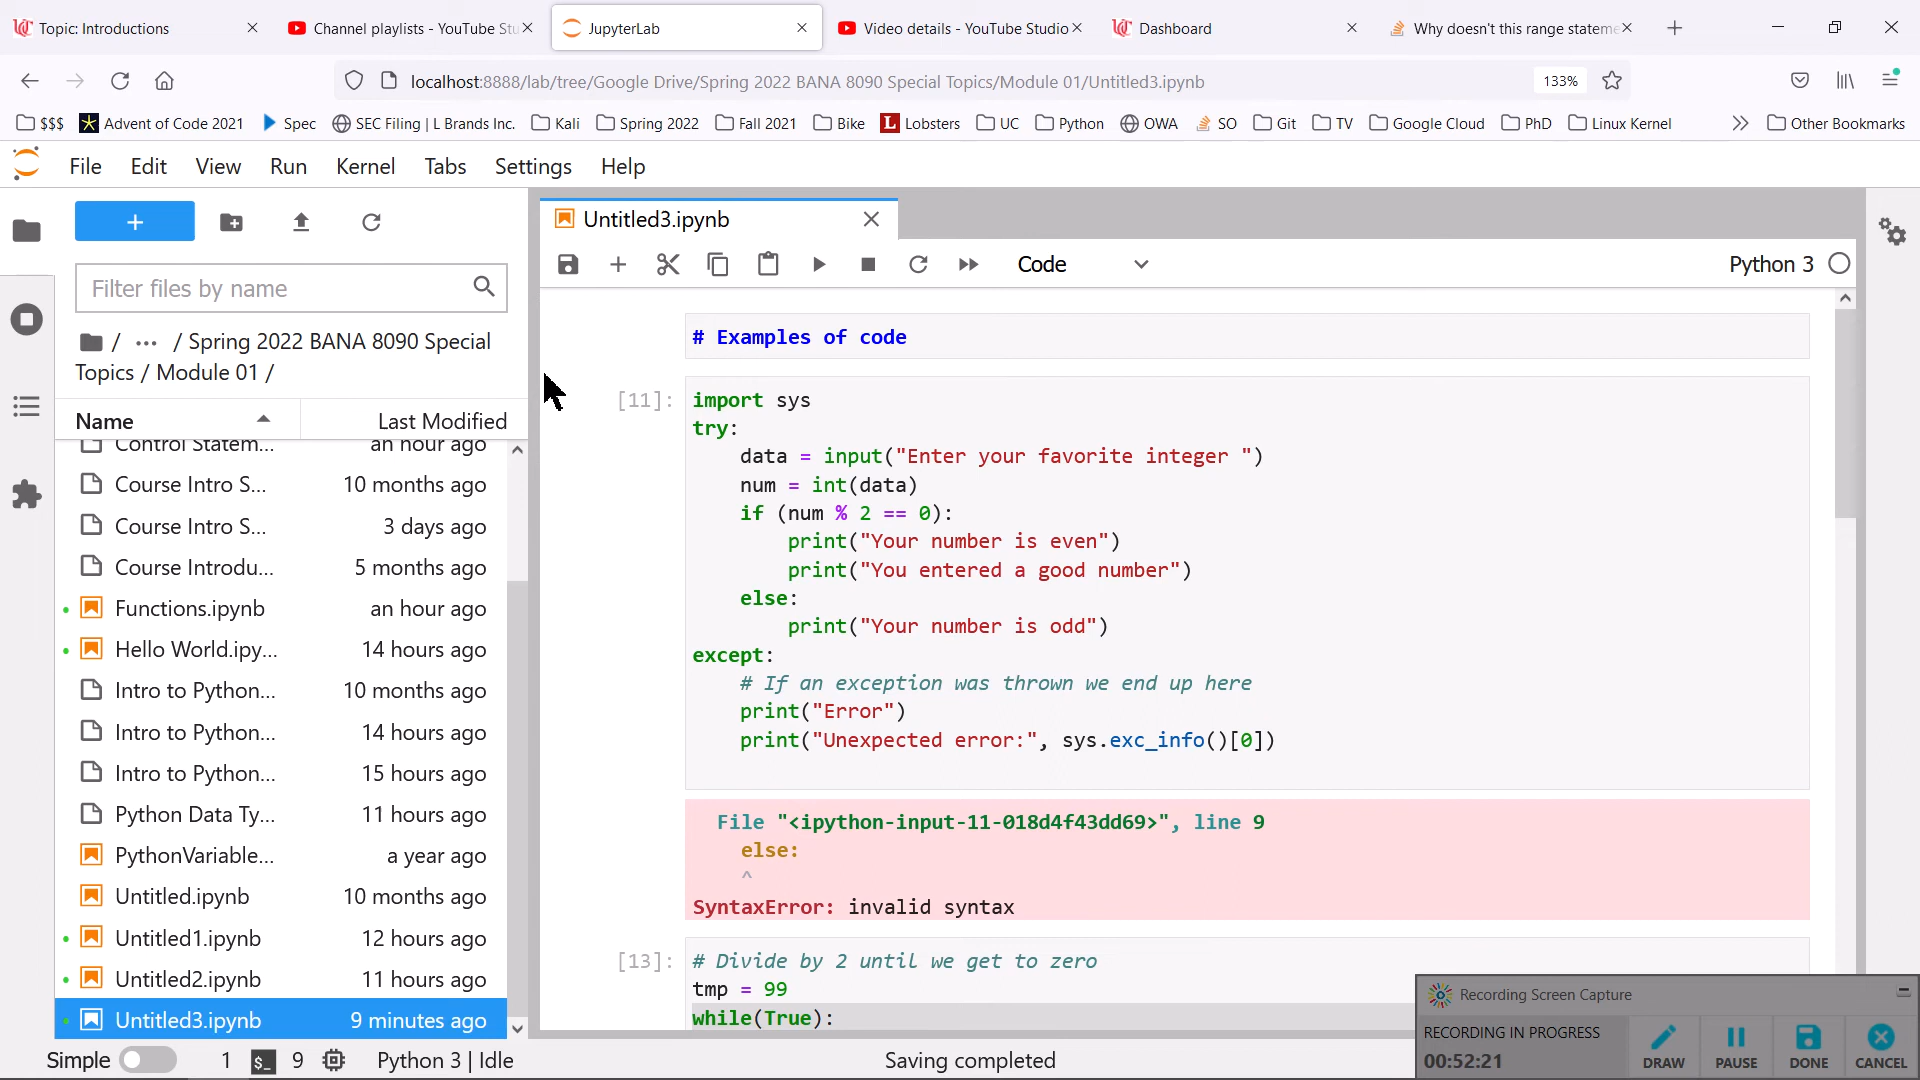 Topic: Introductions
Channel playlists - YouTube Stu
JupyterLab
Video details - YouTube Studio
Dashboard
Why doesn't this range stateme
localhost:8888/lab/tree/Google Drive/Spring 2022 BANA 8090 Special Topics/Module 01/Untitled3.ipynb
133%
$$$
Advent of Code 2021
Spec
SEC Filing | L Brands Inc.
Kali
Spring 2022
Fall 2021
Bike
Lobsters
UC
Python
OWA
SO
Git
TV
Google Cloud
PhD
Linux Kernel
Other Bookmarks
File
Edit
View
Run
Kernel
Tabs
Settings
Help
Filter files by name
/ ··· / Spring 2022 BANA 8090 Special
Topics / Module 01 /
Name
Last Modified
Control Statem... an hour ago
Course Intro S... 10 months ago
Course Intro S... 3 days ago
Course Introdu... 5 months ago
Functions.ipynb an hour ago
Hello World.ipy... 14 hours ago
Intro to Python... 10 months ago
Intro to Python... 14 hours ago
Intro to Python... 15 hours ago
Python Data Ty... 11 hours ago
PythonVariable... a year ago
Untitled.ipynb 10 months ago
Untitled1.ipynb 12 hours ago
Untitled2.ipynb 11 hours ago
Untitled3.ipynb 9 minutes ago
Untitled3.ipynb
Code
Python 3
# Examples of code
[11]: import sys
try:
    data = input("Enter your favorite integer ")
    num = int(data)
    if (num % 2 == 0):
        print("Your number is even")
        print("You entered a good number")
    else:
        print("Your number is odd")
except:
    # If an exception was thrown we end up here
    print("Error")
    print("Unexpected error:", sys.exc_info()[0])
File "<ipython-input-11-018d4f43dd69>", line 9
    else:
    ^
SyntaxError: invalid syntax
[13]: # Divide by 2 until we get to zero
tmp = 99
while(True):
Simple
1
$_
9
Python 3 | Idle
Saving completed
Recording Screen Capture
RECORDING IN PROGRESS
00:52:21
DRAW
PAUSE
DONE
CANCEL